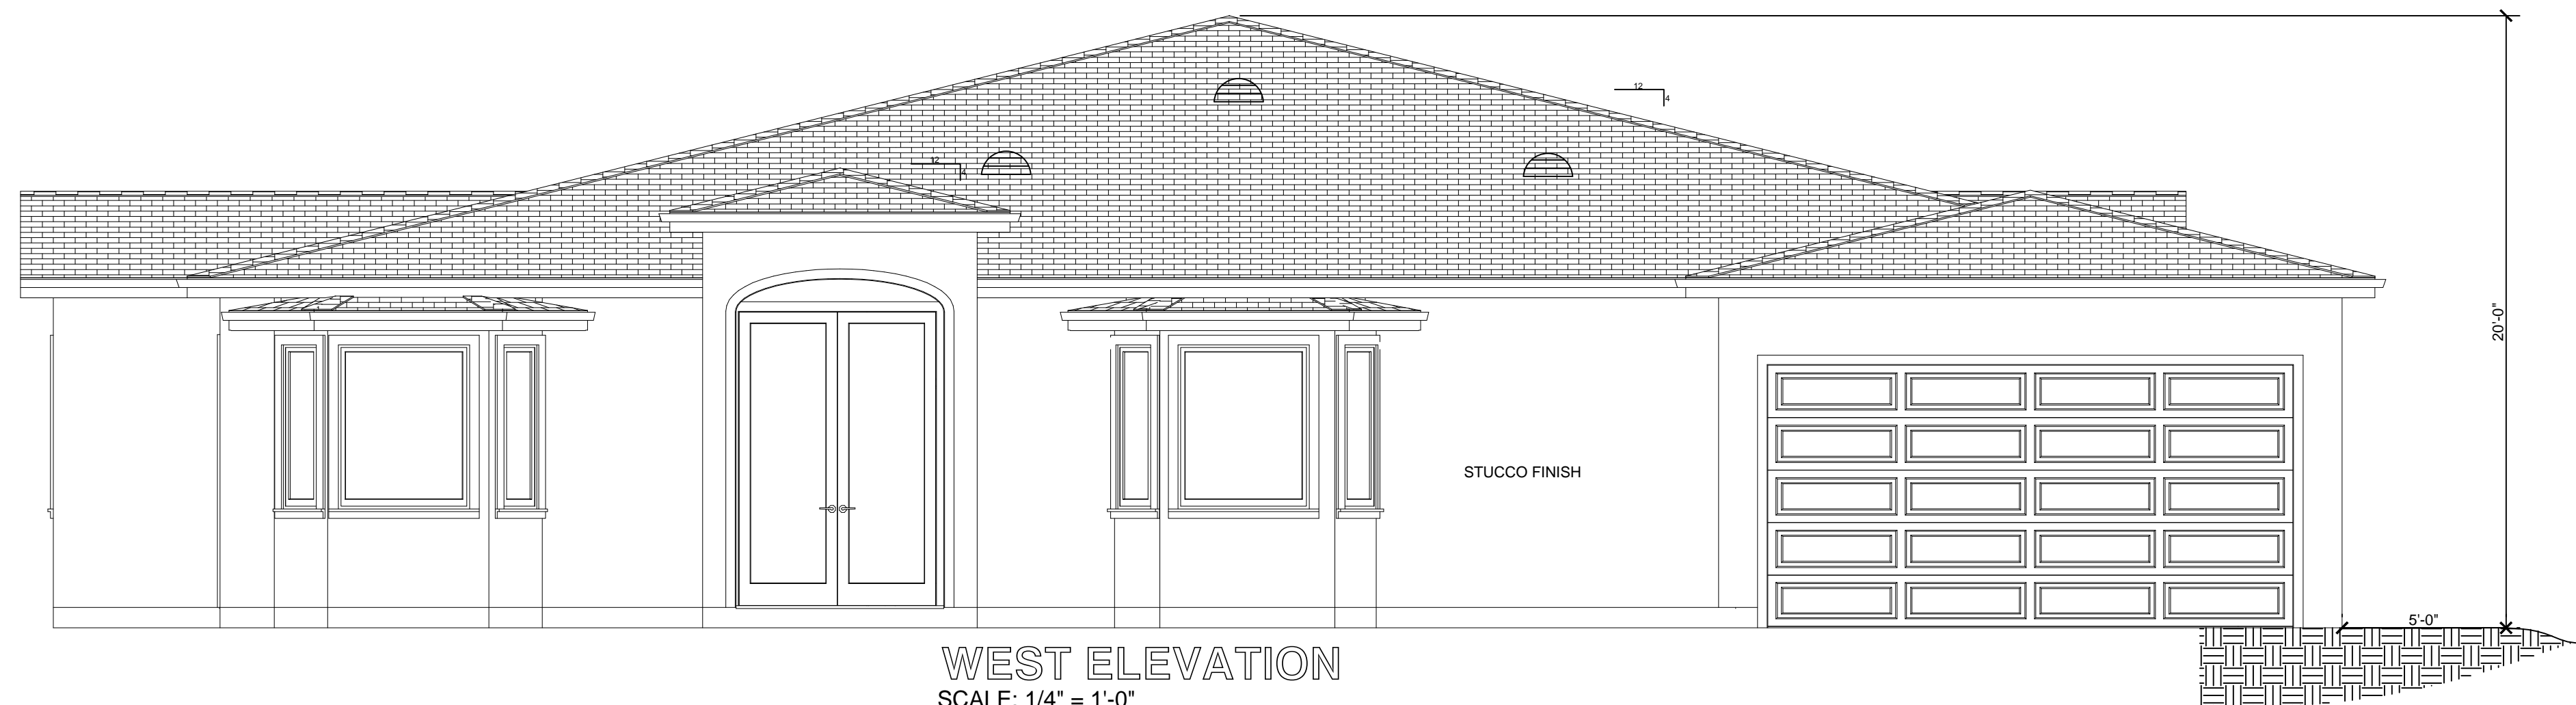 12
4
12
4
20'-0"
STUCCO FINISH
5'-0"
WEST ELEVATION
SCALE: 1/4" = 1'-0"